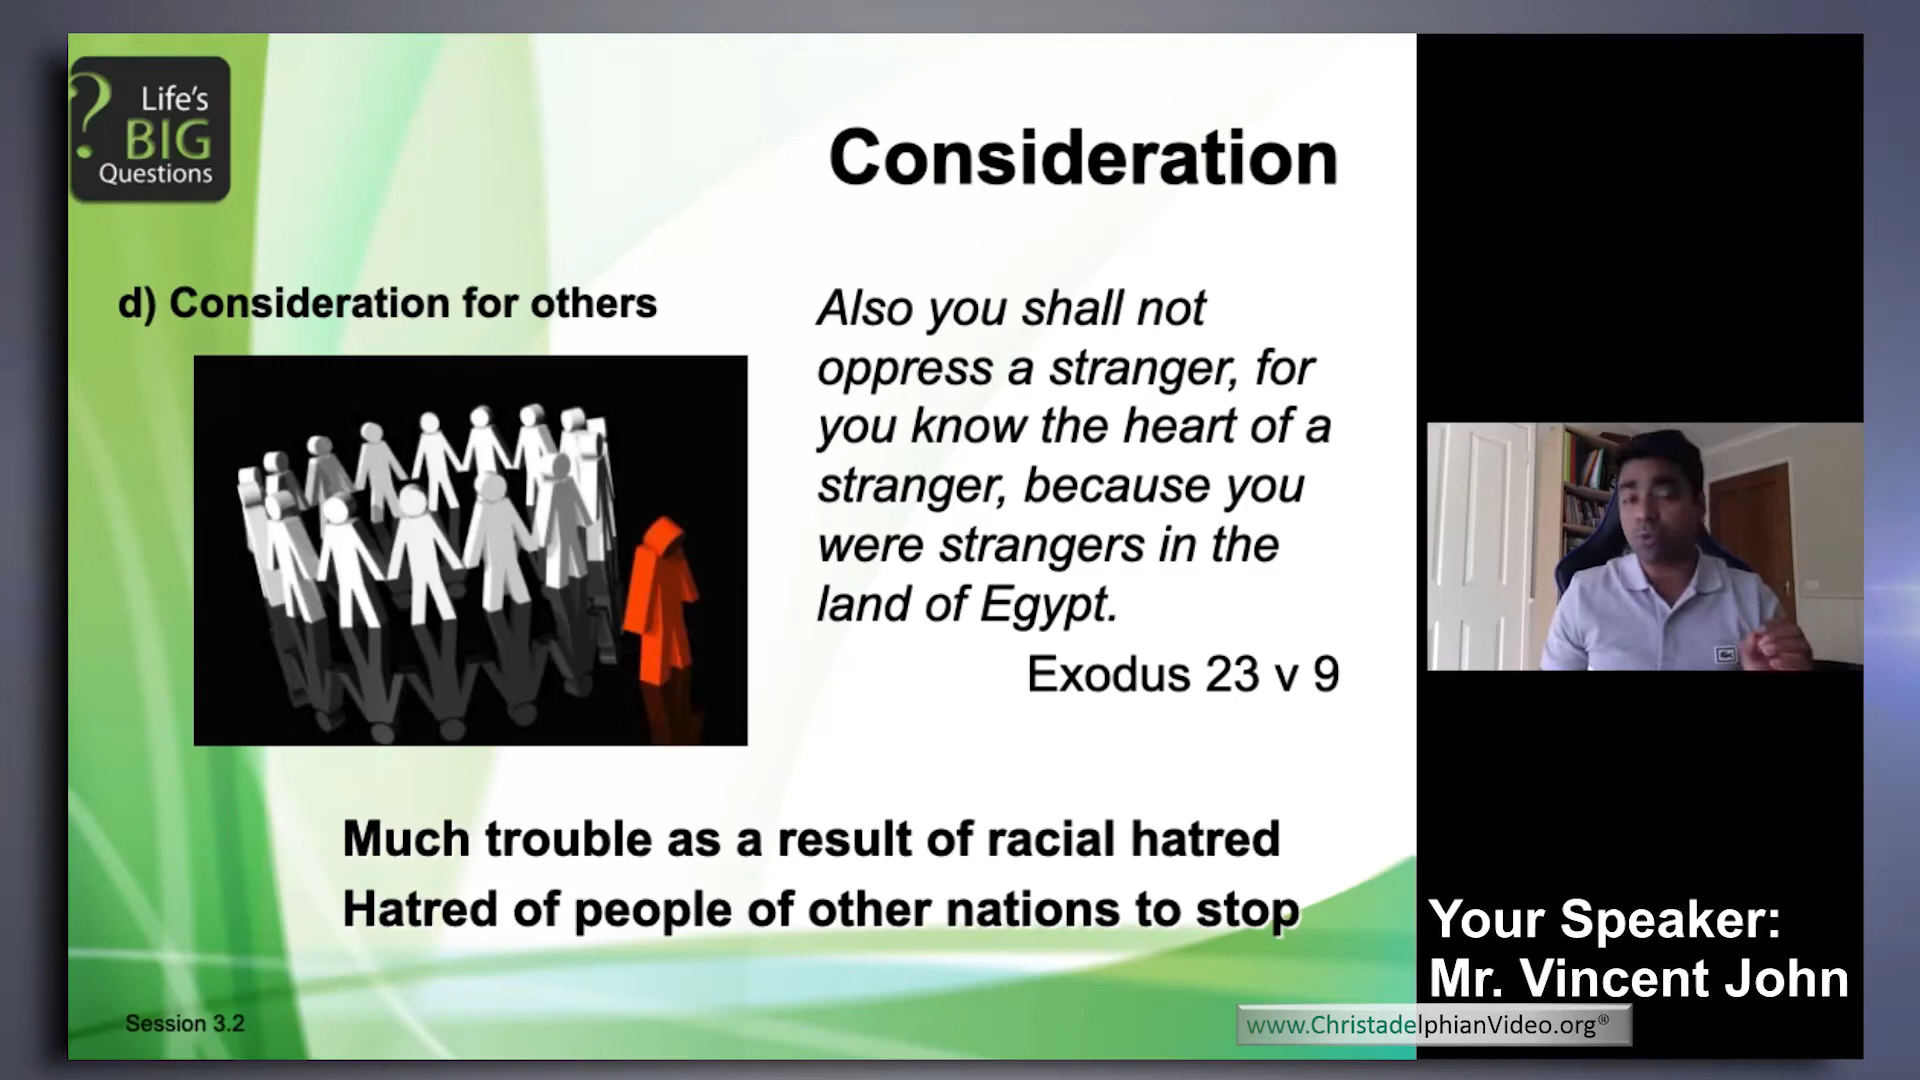 Life's
BIG
Questions
Consideration
d) Consideration for others
Also you shall not
oppress a stranger, for
you know the heart of a
stranger, because you
were strangers in the
land of Egypt.
Exodus 23 v 9
Much trouble as a result of racial hatred
Hatred of people of other nations to stop
Session 3.2
Your Speaker:
Mr. Vincent John
www.ChristadelphianVideo.org®